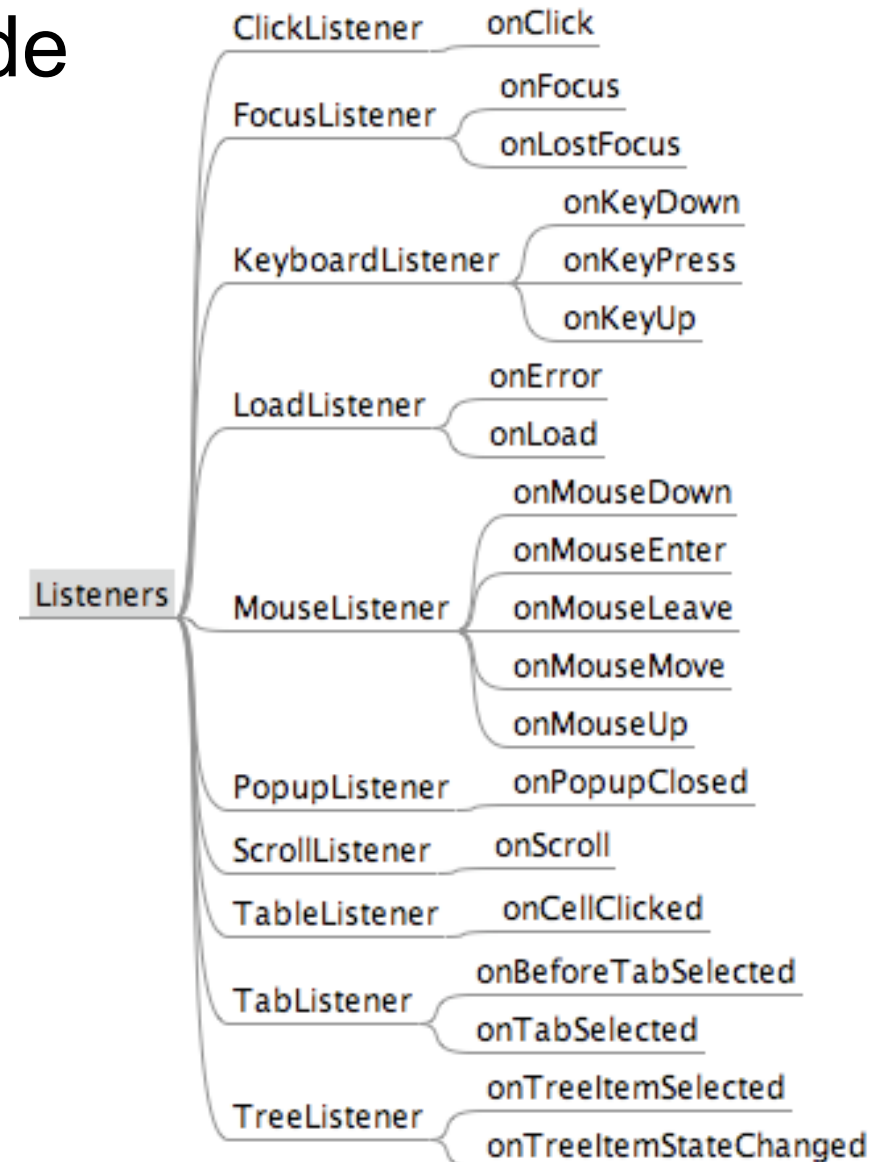 de
Listeners
ClickListener
onClick
FocusListener
onFocus
onLostFocus
KeyboardListener
onKeyDown
onKeyPress
onKeyUp
LoadListener
onError
onLoad
MouseListener
onMouseDown
onMouseEnter
onMouseLeave
onMouseMove
onMouseUp
PopupListener
onPopupClosed
ScrollListener
onScroll
TableListener
onCellClicked
TabListener
onBeforeTabSelected
onTabSelected
TreeListener
onTreeItemSelected
onTreeItemStateChanged